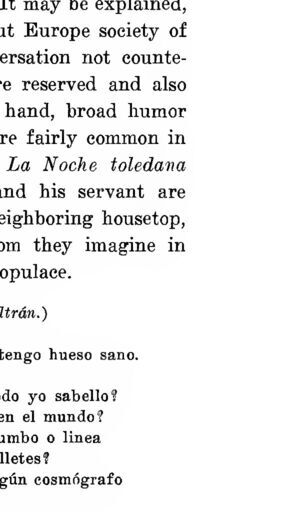 It may be explained,
ut Europe society of
ersation not counte-
re reserved and also
hand, broad humor
re fairly common in
La Noche toledana
and his servant are
eighboring housetop,
om they imagine in
opulace.
ltrán.)
tengo hueso sano.
do yo sabello?
en el mundo?
umbo o linea
lletes?
gún cosmógrafo